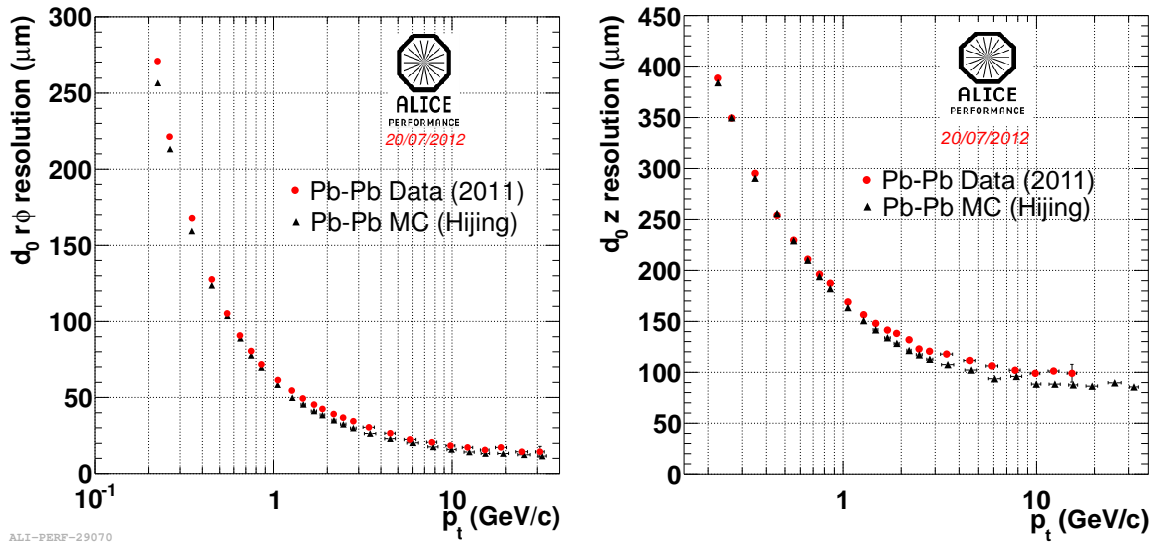 300
250
200
150
100
50
0
d₀ rϕ resolution (μm)
ALICE
PERFORMANCE
20/07/2012
Pb-Pb Data (2011)
Pb-Pb MC (Hijing)
10⁻¹
1
10
pₜ (GeV/c)
ALI-PERF-29070
450
400
350
300
250
200
150
100
50
0
d₀ z resolution (μm)
ALICE
PERFORMANCE
20/07/2012
Pb-Pb Data (2011)
Pb-Pb MC (Hijing)
1
10
pₜ (GeV/c)